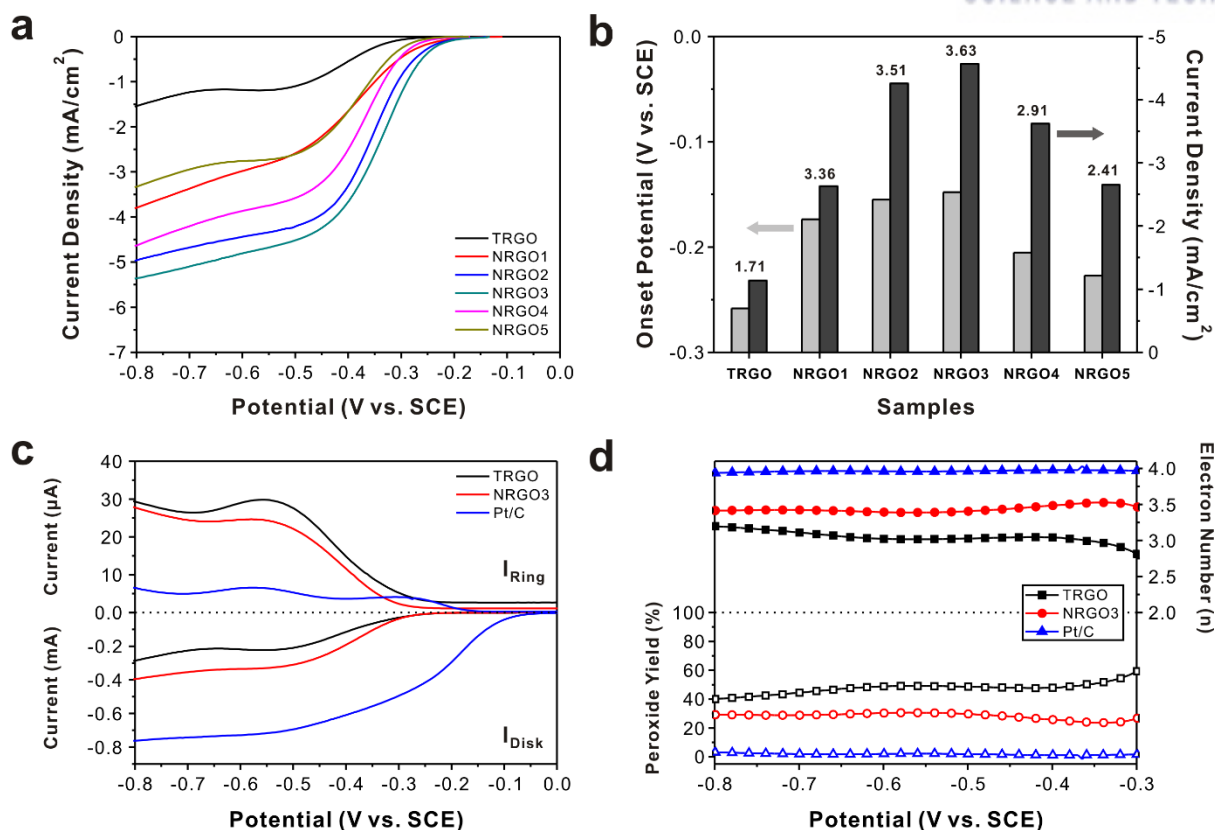 a
Current Density (mA/cm²)
0
-1
-2
-3
-4
-5
-6
-7
-0.8 -0.7 -0.6 -0.5 -0.4 -0.3 -0.2 -0.1 0.0
Potential (V vs. SCE)
TRGO
NRGO1
NRGO2
NRGO3
NRGO4
NRGO5
b
Onset Potential (V vs. SCE)
0.0
-0.1
-0.2
-0.3
1.71
3.36
3.51
3.63
2.91
2.41
-5
-4
-3
-2
-1
0
Current Density (mA/cm²)
TRGO NRGO1 NRGO2 NRGO3 NRGO4 NRGO5
Samples
c
Current (µA)
40
30
20
10
0.0
Current (mA)
-0.2
-0.4
-0.6
-0.8
TRGO
NRGO3
Pt/C
I_Ring
I_Disk
-0.8 -0.7 -0.6 -0.5 -0.4 -0.3 -0.2 -0.1 0.0
Potential (V vs. SCE)
d
Peroxide Yield (%)
100
80
60
40
20
0
4.0
3.5
3.0
2.5
2.0
Electron Number (n)
TRGO
NRGO3
Pt/C
-0.8 -0.7 -0.6 -0.5 -0.4 -0.3
Potential (V vs. SCE)